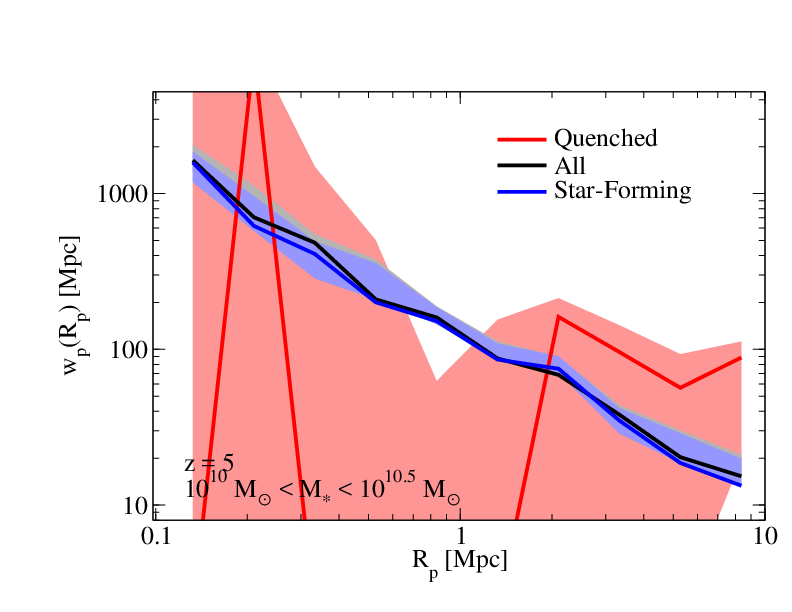 Quenched
All
Star-Forming
1000
100
10
w_p(R_p) [Mpc]
z = 5
10^10 M_⊙ < M_* < 10^10.5 M_⊙
0.1 1 10
R_p [Mpc]